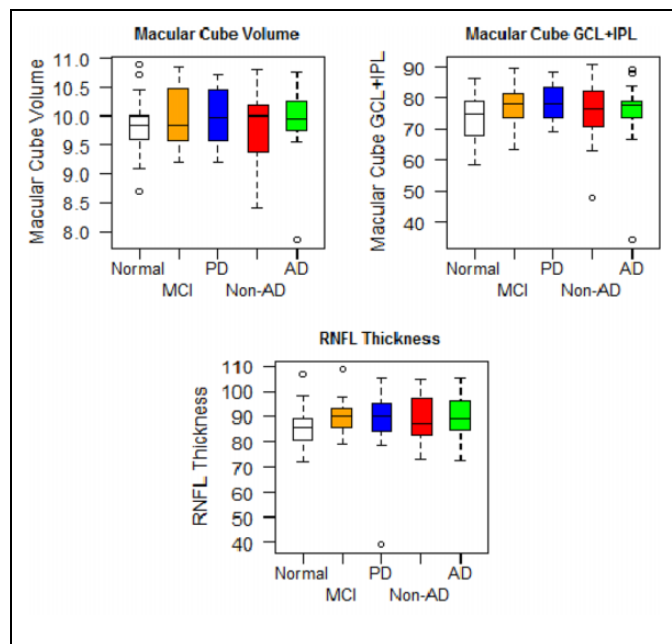 Macular Cube Volume
Macular Cube Volume
11.0
10.5
10.0
9.5
9.0
8.5
8.0
Normal
PD
AD
MCI
Non-AD
Macular Cube GCL+IPL
Macular Cube GCL+IPL
90
80
70
60
50
40
Normal
PD
AD
MCI
Non-AD
RNFL Thickness
RNFL Thickness
110
100
90
80
70
60
50
40
Normal
PD
AD
MCI
Non-AD